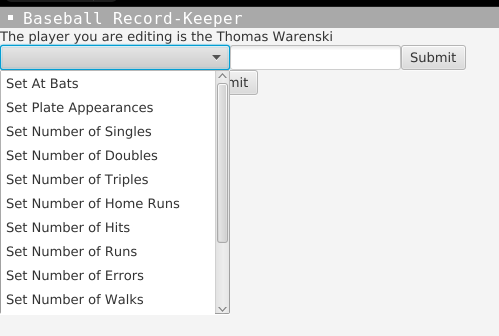 Baseball Record-Keeper
The player you are editing is the Thomas Warenski
Submit
Set At Bats
Set Plate Appearances
Set Number of Singles
Set Number of Doubles
Set Number of Triples
Set Number of Home Runs
Set Number of Hits
Set Number of Runs
Set Number of Errors
Set Number of Walks